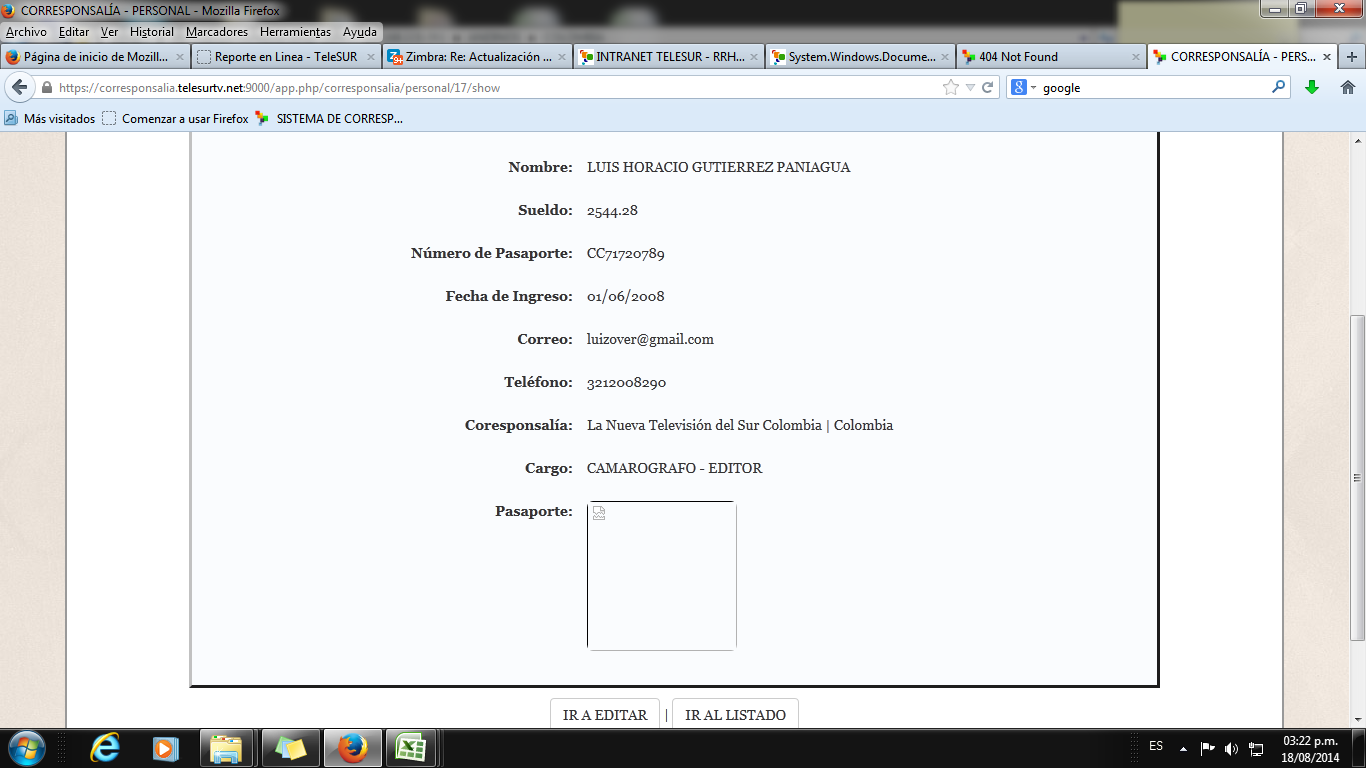 CORRESPONSALÍA - PERSONAL - Mozilla Firefox
Archivo Editar Ver Historial Marcadores Herramientas Ayuda
Página de inicio de Mozill... Reporte en Linea - TeleSUR Zimbra: Re: Actualización ... INTRANET TELESUR - RRH... System.Windows.Docume... 404 Not Found CORRESPONSALÍA - PERS...
https://corresponsalia.telesurtv.net:9000/app.php/corresponsalia/personal/17/show google
Más visitados Comenzar a usar Firefox SISTEMA DE CORRESP...
Nombre: LUIS HORACIO GUTIERREZ PANIAGUA
Sueldo: 2544.28
Número de Pasaporte: CC71720789
Fecha de Ingreso: 01/06/2008
Correo: luizover@gmail.com
Teléfono: 3212008290
Coresponsalía: La Nueva Televisión del Sur Colombia | Colombia
Cargo: CAMAROGRAFO - EDITOR
Pasaporte:
IR A EDITAR | IR AL LISTADO
ES 03:22 p.m.
18/08/2014